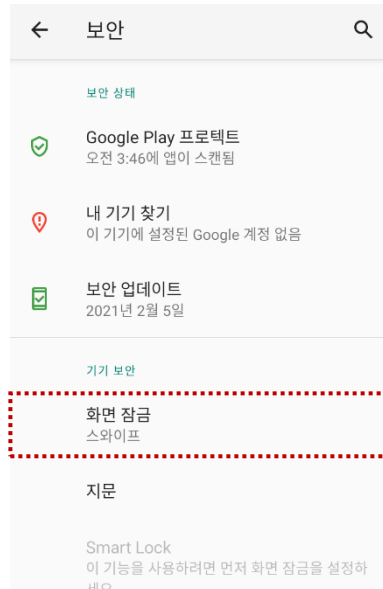 보안
보안 상태
Google Play 프로텍트
오전 3:46에 앱이 스캔됨
내 기기 찾기
이 기기에 설정된 Google 계정 없음
보안 업데이트
2021년 2월 5일
기기 보안
화면 잠금
스와이프
지문
Smart Lock
이 기능을 사용하려면 먼저 화면 잠금을 설정하
세요